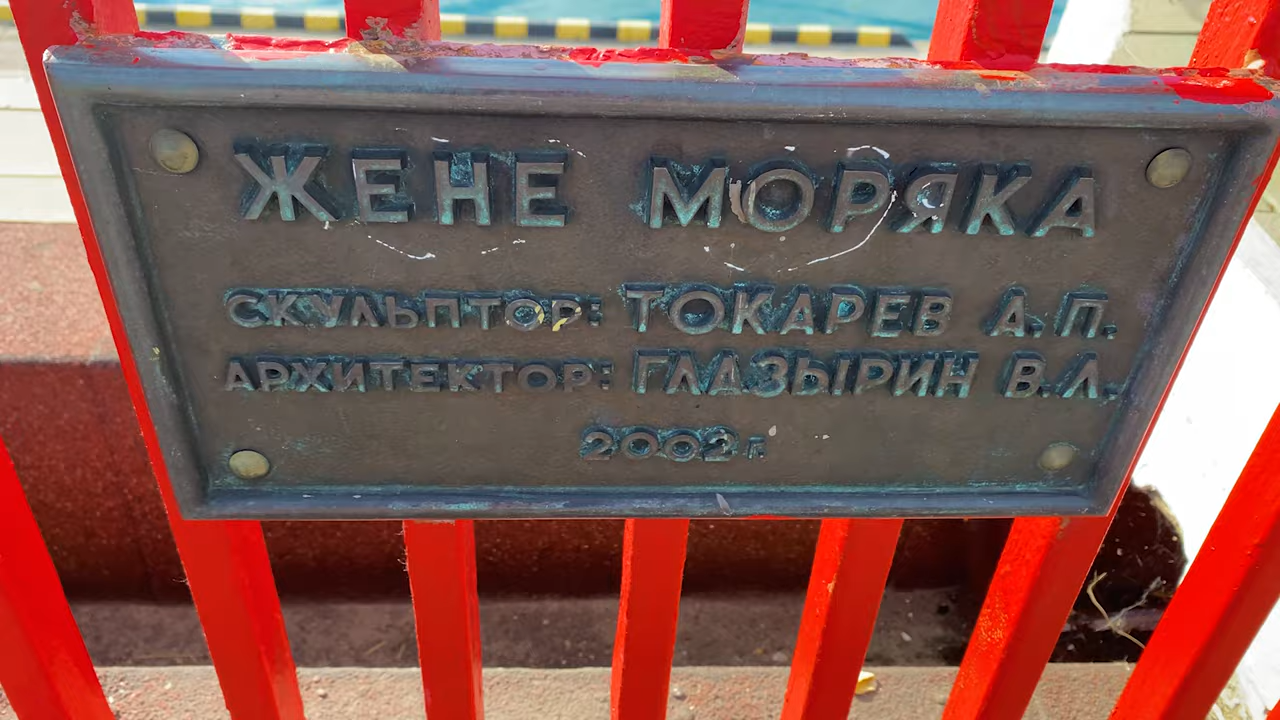 ЖЕНЕ МОРЯКА
СКУЛЬПТОР: ТОКАРЕВ А.П.
АРХИТЕКТОР: ГЛАЗЫРИН В.Л.
2002 г.